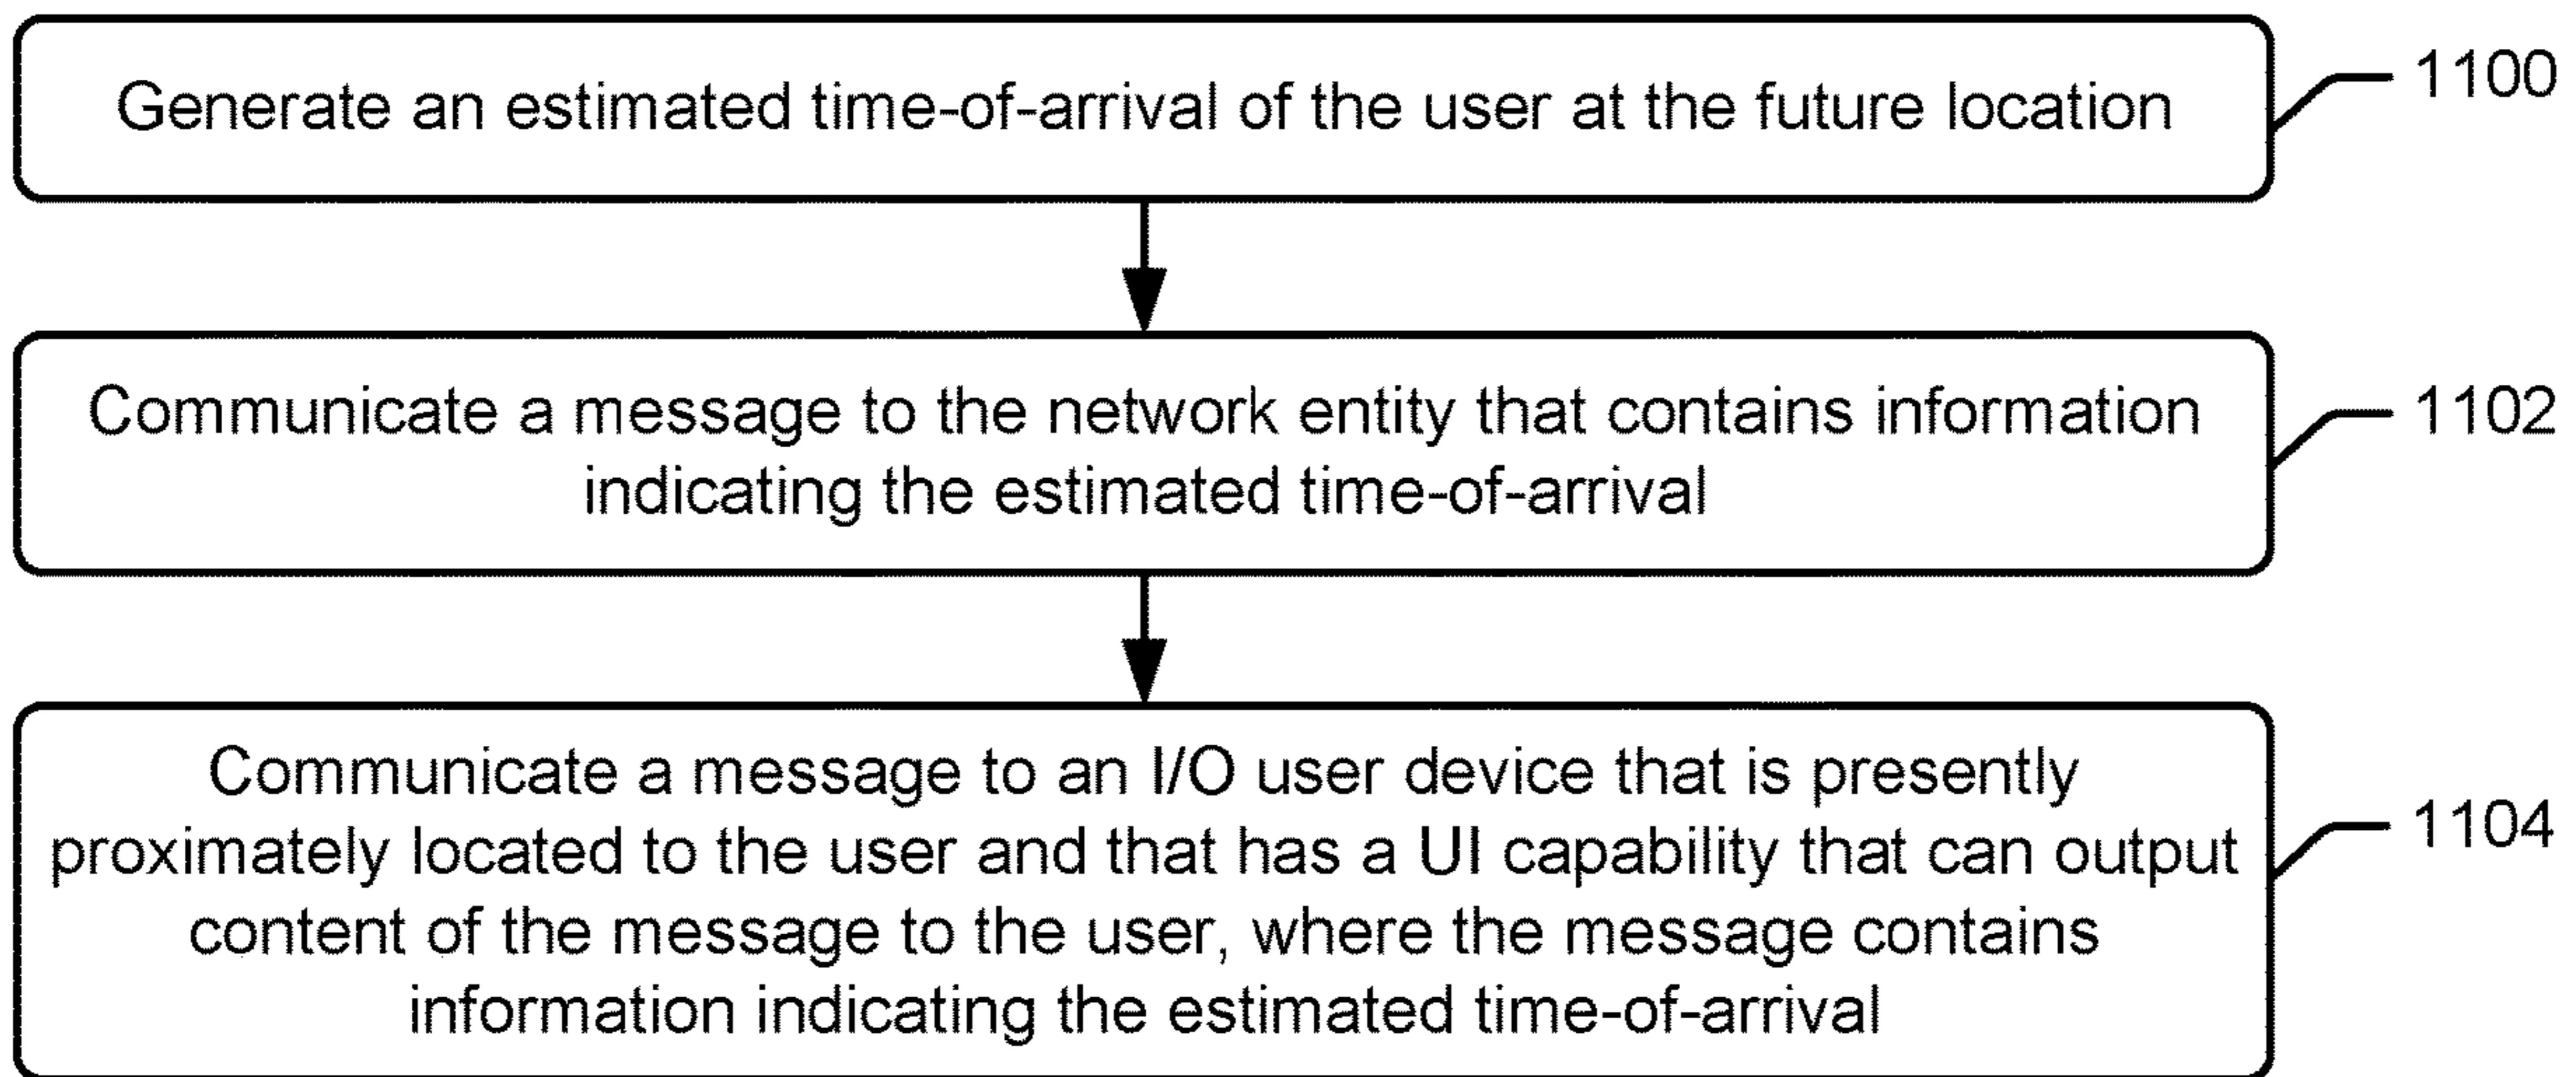 Generate an estimated time-of-arrival of the user at the future location
1100
Communicate a message to the network entity that contains information
indicating the estimated time-of-arrival
1102
Communicate a message to an I/O user device that is presently
proximately located to the user and that has a UI capability that can output
content of the message to the user, where the message contains
information indicating the estimated time-of-arrival
1104